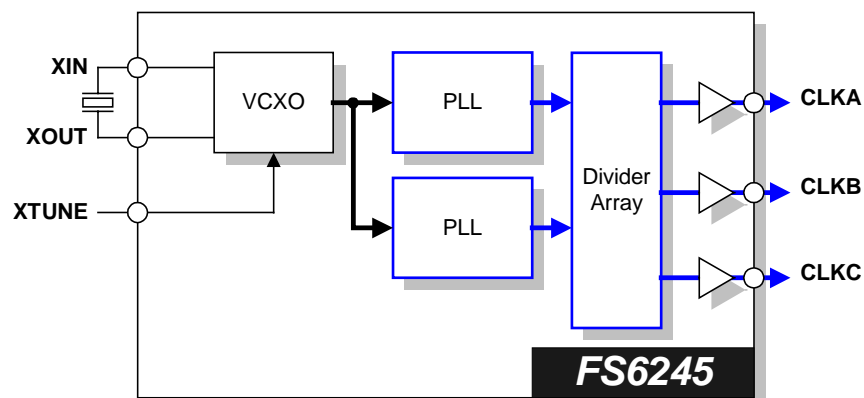 XIN
XOUT
XTUNE
VCXO
PLL
PLL
Divider
Array
CLKA
CLKB
CLKC
FS6245